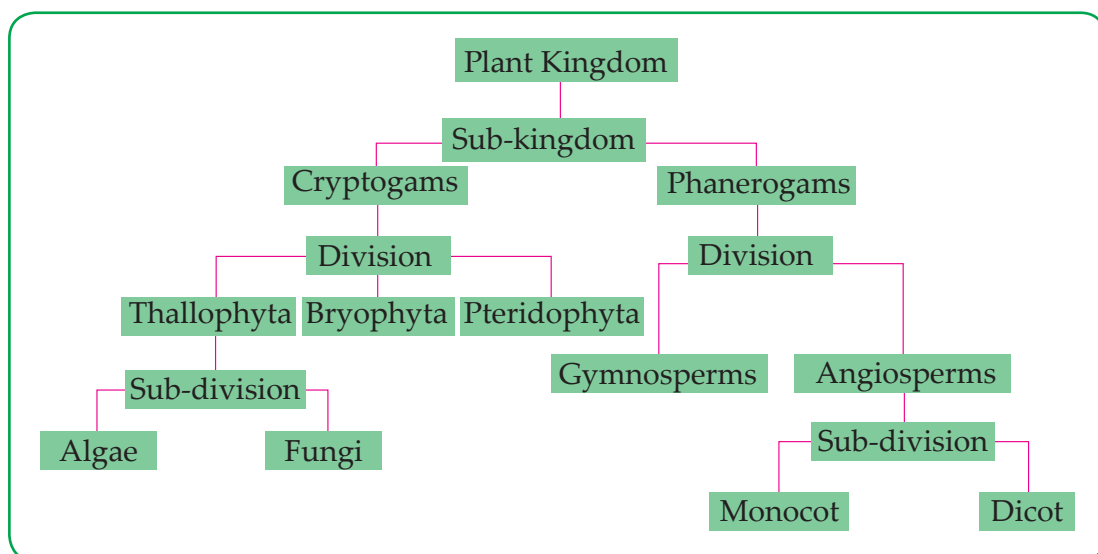 Plant Kingdom
Sub-kingdom
Cryptogams
Phanerogams
Division
Division
Thallophyta
Bryophyta
Pteridophyta
Gymnosperms
Angiosperms
Sub-division
Sub-division
Algae
Fungi
Monocot
Dicot